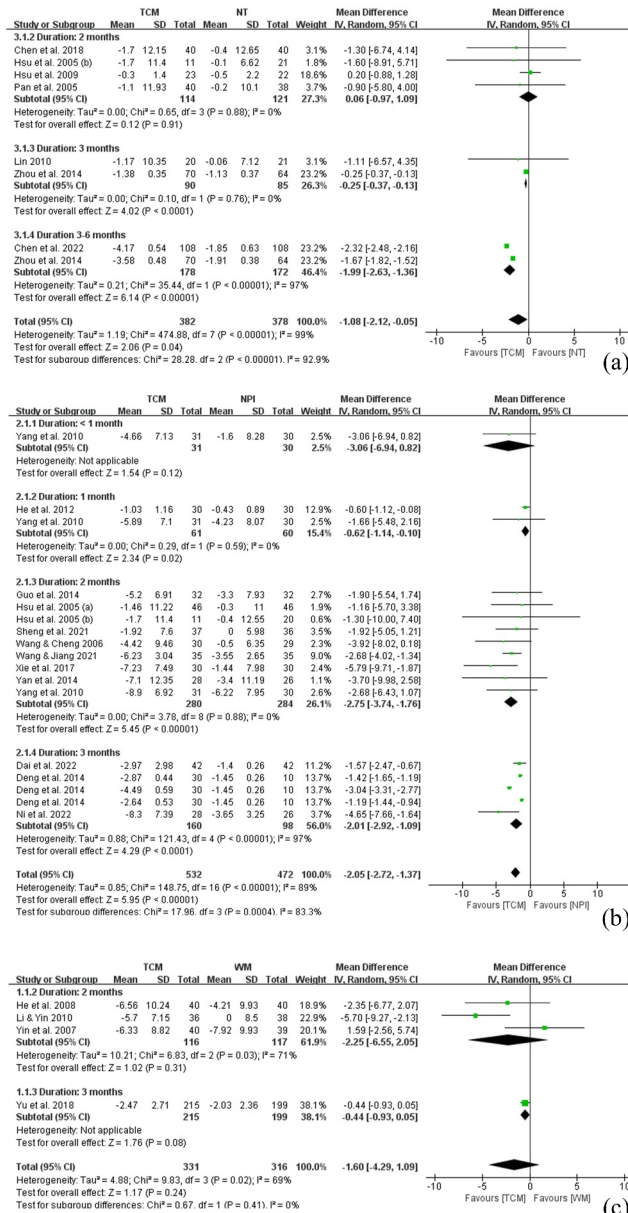 TCM NT Mean Difference Mean Difference
Study or Subgroup Mean SD Total Mean SD Total Weight IV, Random, 95% CI IV, Random, 95% CI
3.1.2 Duration: 2 months
Chen et al. 2018 -1.7 12.15 40 -0.4 12.65 40 3.1% -1.30 [-6.74, 4.14]
Hsu et al. 2005 (b) -1.7 11.4 11 -0.1 6.62 21 1.6% -1.60 [-8.91, 5.71]
Hsu et al. 2009 -0.3 1.4 23 -0.5 2.2 22 18.6% 0.20 [-0.88, 1.28]
Pan et al. 2005 -1.1 11.93 40 -0.2 10.1 38 4.0% -0.90 [-5.80, 4.00]
Subtotal (95% CI) 114 121 27.3% 0.06 [-0.97, 1.09]
Heterogeneity: Tau² = 0.00; Chi² = 0.65, df = 3 (P = 0.88); I² = 0%
Test for overall effect: Z = 0.12 (P = 0.91)
3.1.3 Duration: 3 months
Lin 2010 -1.17 10.35 20 -0.06 7.12 21 3.1% -1.11 [-6.57, 4.35]
Zhou et al. 2014 -1.38 0.35 70 -1.13 0.37 64 23.2% -0.25 [-0.37, -0.13]
Subtotal (95% CI) 90 85 26.3% -0.25 [-0.37, -0.13]
Heterogeneity: Tau² = 0.00; Chi² = 0.10, df = 1 (P = 0.76); I² = 0%
Test for overall effect: Z = 4.02 (P < 0.0001)
3.1.4 Duration 3-6 months
Chen et al. 2022 -4.17 0.54 108 -1.85 0.63 108 23.2% -2.32 [-2.48, -2.16]
Zhou et al. 2014 -3.58 0.48 70 -1.91 0.38 64 23.2% -1.67 [-1.82, -1.52]
Subtotal (95% CI) 178 172 46.4% -1.99 [-2.63, -1.36]
Heterogeneity: Tau² = 0.21; Chi² = 35.44, df = 1 (P < 0.00001); I² = 97%
Test for overall effect: Z = 6.14 (P < 0.00001)
Total (95% CI) 382 378 100.0% -1.08 [-2.12, -0.05]
Heterogeneity: Tau² = 1.19; Chi² = 474.88, df = 7 (P < 0.00001); I² = 99%
Test for overall effect: Z = 2.06 (P = 0.04)
Test for subgroup differences: Chi² = 28.28, df = 2 (P < 0.00001), I² = 92.9%
-10 -5 0 5 10
Favours [TCM] Favours [NT]
(a)
TCM NPI Mean Difference Mean Difference
Study or Subgroup Mean SD Total Mean SD Total Weight IV, Random, 95% CI IV, Random, 95% CI
2.1.1 Duration: < 1 month
Yang et al. 2010 -4.66 7.13 31 -1.6 8.28 30 2.5% -3.06 [-6.94, 0.82]
Subtotal (95% CI) 31 30 2.5% -3.06 [-6.94, 0.82]
Heterogeneity: Not applicable
Test for overall effect: Z = 1.54 (P = 0.12)
2.1.2 Duration: 1 month
He et al. 2012 -1.03 1.16 30 -0.43 0.89 30 12.9% -0.60 [-1.12, -0.08]
Yang et al. 2010 -5.89 7.1 31 -4.23 8.07 30 2.5% -1.66 [-5.48, 2.16]
Subtotal (95% CI) 61 60 15.4% -0.62 [-1.14, -0.10]
Heterogeneity: Tau² = 0.00; Chi² = 0.29, df = 1 (P = 0.59); I² = 0%
Test for overall effect: Z = 2.34 (P = 0.02)
2.1.3 Duration: 2 months
Guo et al. 2014 -5.2 6.91 32 -3.3 7.93 32 2.7% -1.90 [-5.54, 1.74]
Hsu et al. 2005 (a) -1.46 11.22 46 -0.3 11 46 1.9% -1.16 [-5.70, 3.38]
Hsu et al. 2005 (b) -1.7 11.4 11 -0.4 12.55 20 0.6% -1.30 [-10.00, 7.40]
Sheng et al. 2021 -1.92 7.6 37 0 5.98 36 3.4% -1.92 [-5.05, 1.21]
Wang & Cheng 2006 -4.42 9.46 30 -0.5 6.35 29 2.3% -3.92 [-8.02, 0.18]
Wang & Jiang 2021 -6.23 3.04 35 -3.55 2.65 35 9.0% -2.68 [-4.02, -1.34]
Xie et al. 2017 -7.23 7.49 30 -1.44 7.98 30 2.4% -5.79 [-9.71, -1.87]
Yan et al. 2014 -7.1 12.35 28 -3.4 11.19 26 1.1% -3.70 [-9.98, 2.58]
Yang et al. 2010 -8.9 6.92 31 -6.22 7.95 30 2.6% -2.68 [-6.43, 1.07]
Subtotal (95% CI) 280 284 26.1% -2.75 [-3.74, -1.76]
Heterogeneity: Tau² = 0.00; Chi² = 3.78, df = 8 (P = 0.88); I² = 0%
Test for overall effect: Z = 5.45 (P < 0.00001)
2.1.4 Duration: 3 months
Dai et al. 2022 -2.97 2.98 42 -1.4 0.26 42 11.2% -1.57 [-2.47, -0.67]
Deng et al. 2014 -2.87 0.44 30 -1.45 0.26 10 13.7% -1.42 [-1.65, -1.19]
Deng et al. 2014 -4.49 0.59 30 -1.45 0.26 10 13.7% -3.04 [-3.31, -2.77]
Deng et al. 2014 -2.64 0.53 30 -1.45 0.26 10 13.7% -1.19 [-1.44, -0.94]
Ni et al. 2022 -8.3 7.39 28 -3.65 3.25 26 3.6% -4.65 [-7.66, -1.64]
Subtotal (95% CI) 160 98 56.0% -2.01 [-2.92, -1.09]
Heterogeneity: Tau² = 0.88; Chi² = 121.43, df = 4 (P < 0.00001); I² = 97%
Test for overall effect: Z = 4.29 (P < 0.0001)
Total (95% CI) 532 472 100.0% -2.05 [-2.72, -1.37]
Heterogeneity: Tau² = 0.85; Chi² = 148.75, df = 16 (P < 0.00001); I² = 89%
Test for overall effect: Z = 5.95 (P < 0.00001)
Test for subgroup differences: Chi² = 17.96, df = 3 (P = 0.0004), I² = 83.3%
-10 -5 0 5 10
Favours [TCM] Favours [NPI]
(b)
TCM WM Mean Difference Mean Difference
Study or Subgroup Mean SD Total Mean SD Total Weight IV, Random, 95% CI IV, Random, 95% CI
1.1.2 Duration: 2 months
He et al. 2008 -6.56 10.24 40 -4.21 9.93 40 18.9% -2.35 [-6.77, 2.07]
Li & Yin 2010 -5.7 7.15 36 0 8.5 38 22.8% -5.70 [-9.27, -2.13]
Yin et al. 2007 -6.33 8.82 40 -7.92 9.93 39 20.1% 1.59 [-2.56, 5.74]
Subtotal (95% CI) 116 117 61.9% -2.25 [-6.55, 2.05]
Heterogeneity: Tau² = 10.21; Chi² = 6.83, df = 2 (P = 0.03); I² = 71%
Test for overall effect: Z = 1.02 (P = 0.31)
1.1.3 Duration: 3 months
Yu et al. 2018 -2.47 2.71 215 -2.03 2.36 199 38.1% -0.44 [-0.93, 0.05]
Subtotal (95% CI) 215 199 38.1% -0.44 [-0.93, 0.05]
Heterogeneity: Not applicable
Test for overall effect: Z = 1.76 (P = 0.08)
Total (95% CI) 331 316 100.0% -1.60 [-4.29, 1.09]
Heterogeneity: Tau² = 4.88; Chi² = 9.83, df = 3 (P = 0.02); I² = 69%
Test for overall effect: Z = 1.17 (P = 0.24)
Test for subgroup differences: Chi² = 0.67, df = 1 (P = 0.41), I² = 0%
-10 -5 0 5 10
Favours [TCM] Favours [WM]
(c)